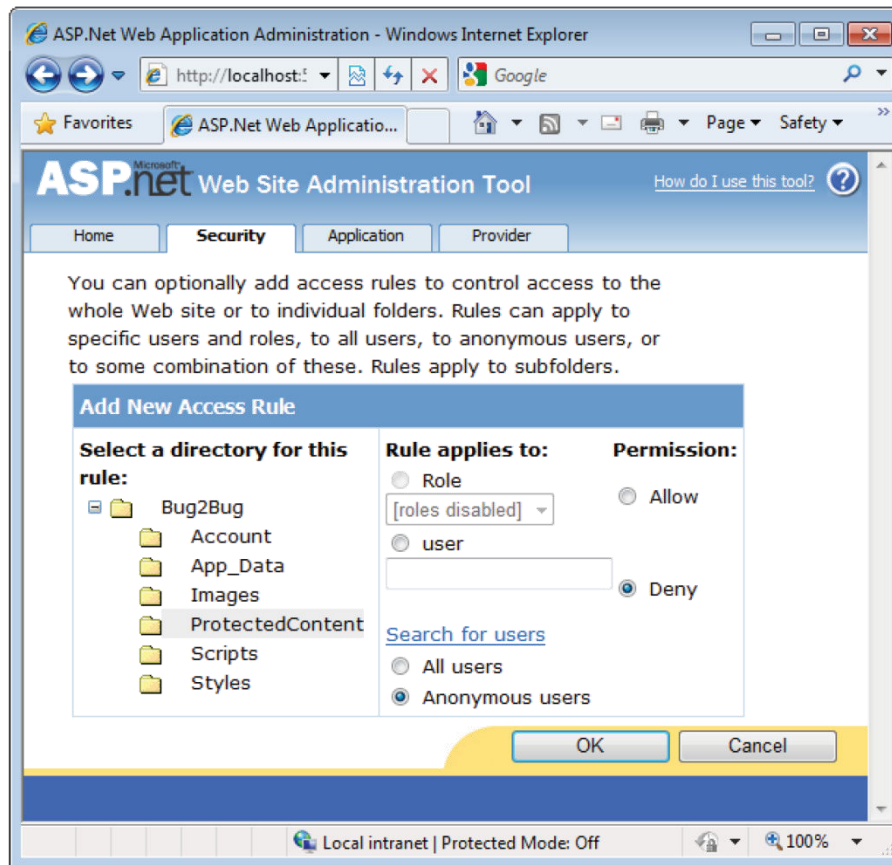 ASP.Net Web Application Administration - Windows Internet Explorer
http://localhost:5 Google
Favorites ASP.Net Web Applicatio... Page Safety »
ASP.net Microsoft Web Site Administration Tool How do I use this tool? ?
Home Security Application Provider
You can optionally add access rules to control access to the
whole Web site or to individual folders. Rules can apply to
specific users and roles, to all users, to anonymous users, or
to some combination of these. Rules apply to subfolders.
Add New Access Rule
Select a directory for this
rule:
Bug2Bug
Account
App_Data
Images
ProtectedContent
Scripts
Styles
Rule applies to:
Role
[roles disabled]
user
Search for users
All users
Anonymous users
Permission:
Allow
Deny
OK Cancel
Local intranet | Protected Mode: Off 100%